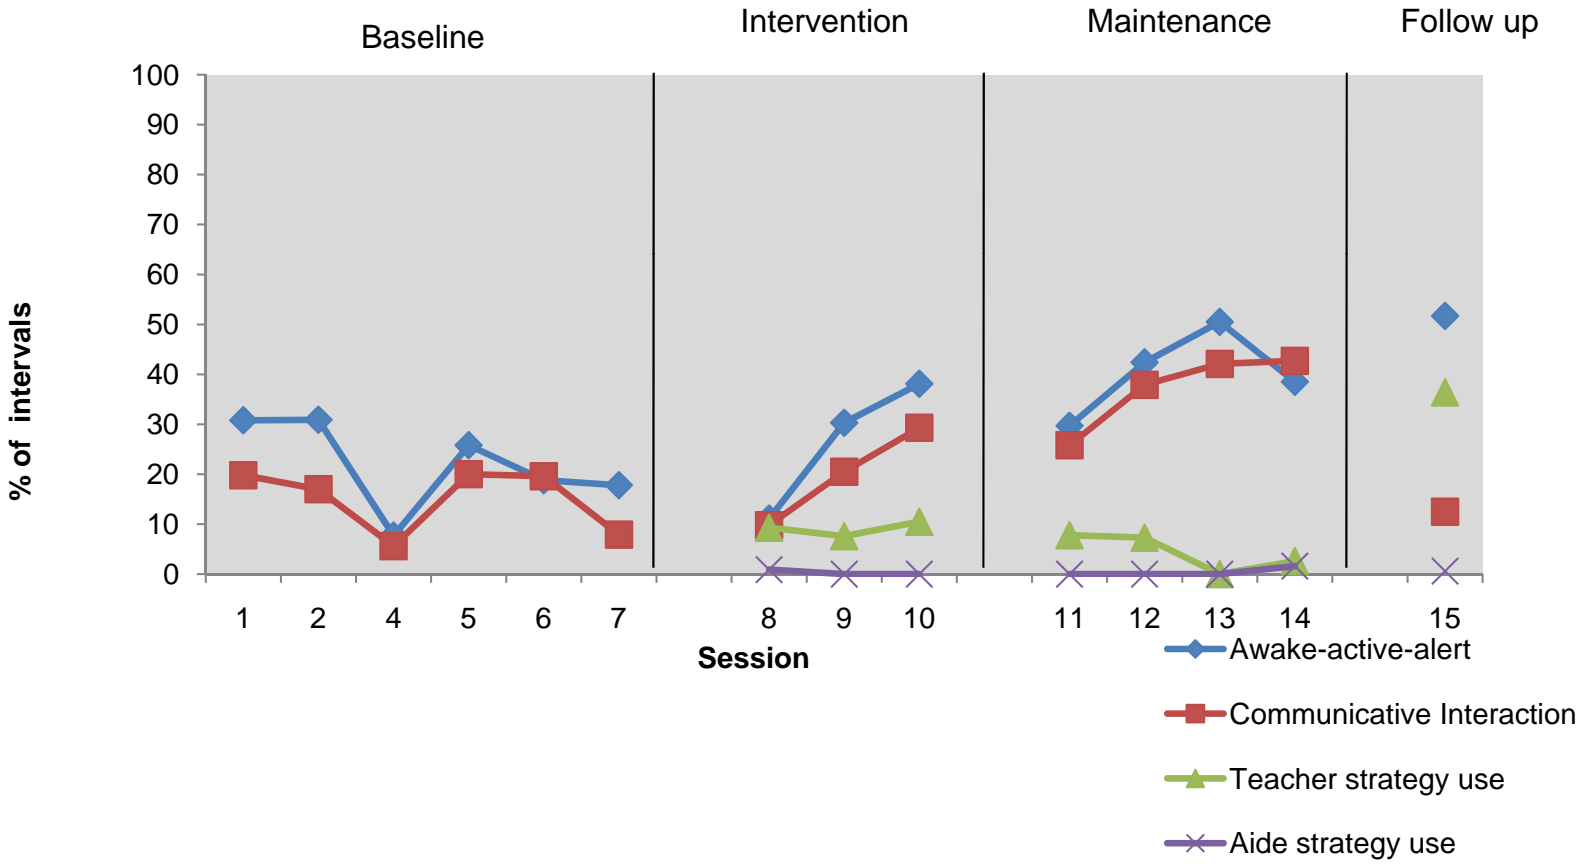 Baseline
Intervention
Maintenance
Follow up
% of intervals
100
90
80
70
60
50
40
30
20
10
0
1 2 4 5 6 7 8 9 10 11 12 13 14 15
Session
Awake-active-alert
Communicative Interaction
Teacher strategy use
Aide strategy use